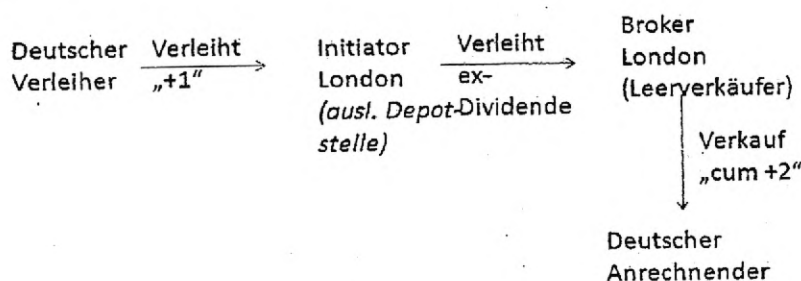 Deutscher
Verleiher
Verleiht
„+1“
Initiator
London
(ausl. Depot-
stelle)
Verleiht
ex-
Dividende
Broker
London
(Leerverkäufer)
Verkauf
„cum +2“
Deutscher
Anrechnender